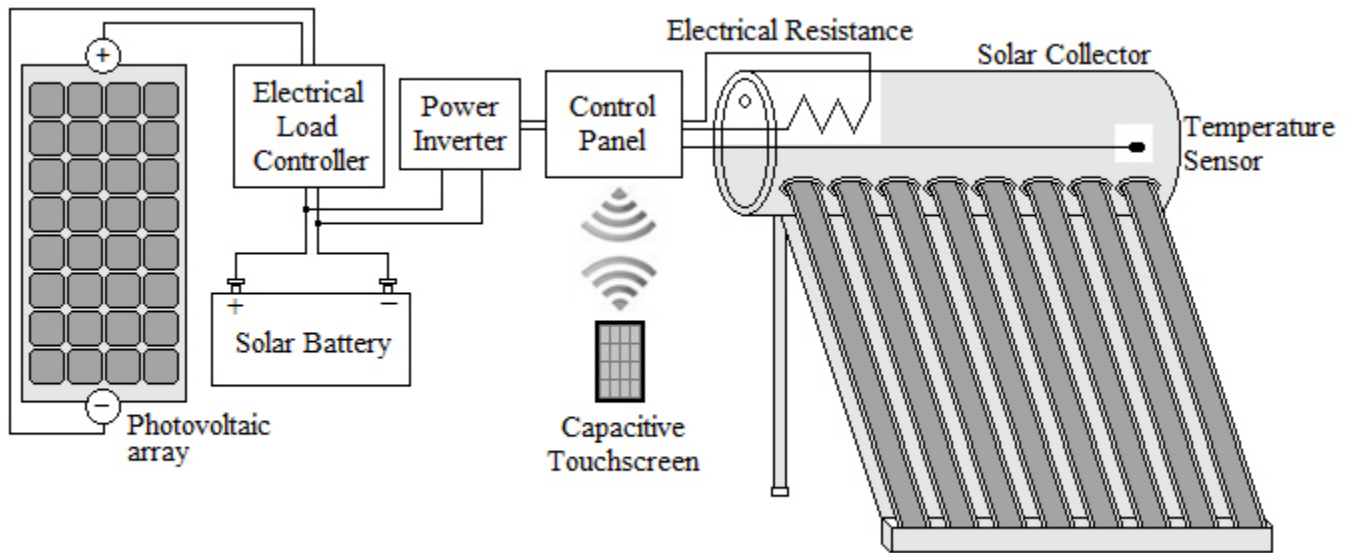 Electrical Resistance
Solar Collector
+
Electrical
Load
Controller
Power
Inverter
Control
Panel
Temperature
Sensor
+ −
Solar Battery
−
Photovoltaic
array
Capacitive
Touchscreen